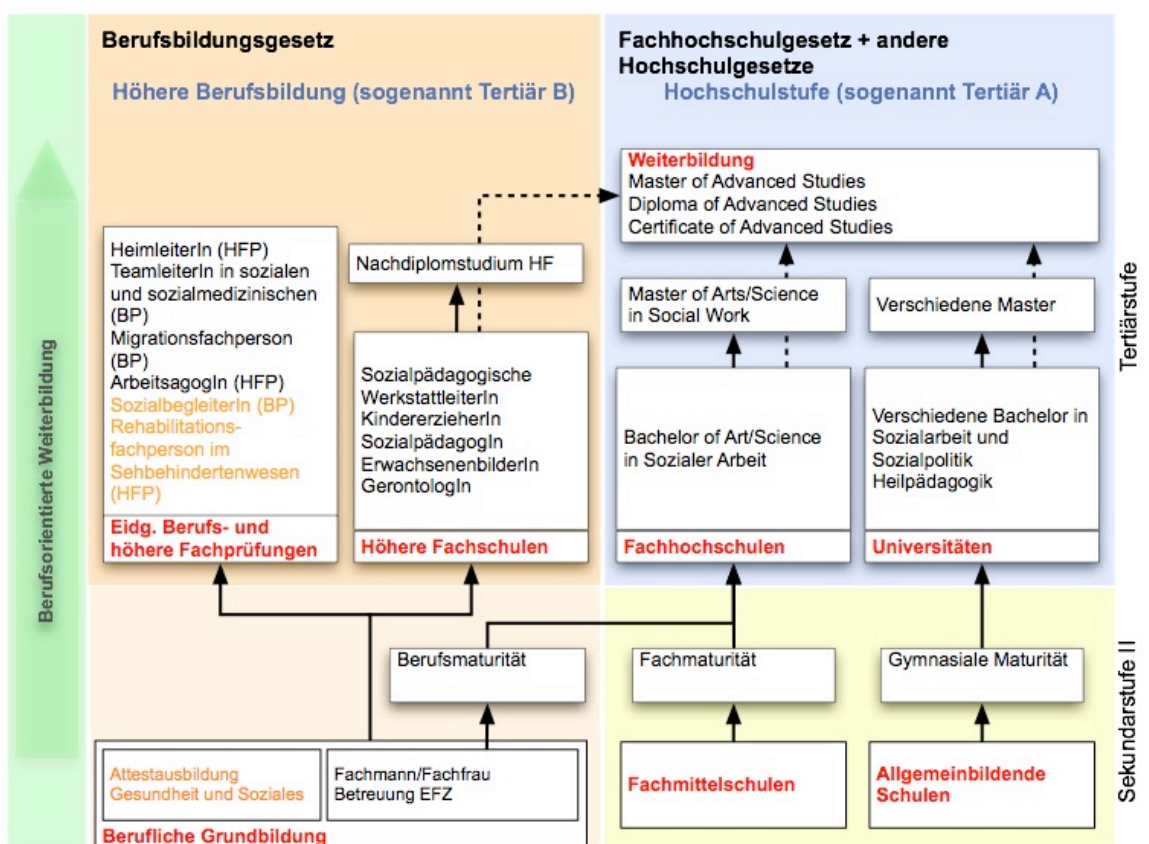 Berufsbildungsgesetz
Höhere Berufsbildung (sogenannt Tertiär B)
Fachhochschulgesetz + andere
Hochschulgesetze
Hochschulstufe (sogenannt Tertiär A)
Weiterbildung
Master of Advanced Studies
Diploma of Advanced Studies
Certificate of Advanced Studies
HeimleiterIn (HFP)
TeamleiterIn in sozialen
und sozialmedizinischen
(BP)
Migrationsfachperson
(BP)
ArbeitsagogIn (HFP)
SozialbegleiterIn (BP)
Rehabilitations-
fachperson im
Sehbehindertenwesen
(HFP)
Eidg. Berufs- und
höhere Fachprüfungen
Nachdiplomstudium HF
Sozialpädagogische
WerkstattleiterIn
KindererzieherIn
SozialpädagogIn
ErwachsenenbilderIn
GerontologIn
Höhere Fachschulen
Master of Arts/Science
in Social Work
Bachelor of Art/Science
in Sozialer Arbeit
Fachhochschulen
Verschiedene Master
Verschiedene Bachelor in
Sozialarbeit und
Sozialpolitik
Heilpädagogik
Universitäten
Tertiärstufe
Berufsorientierte Weiterbildung
Berufsmaturität
Fachmaturität
Gymnasiale Maturität
Attestausbildung
Gesundheit und Soziales
Fachmann/Fachfrau
Betreuung EFZ
Berufliche Grundbildung
Fachmittelschulen
Allgemeinbildende
Schulen
Sekundarstufe II